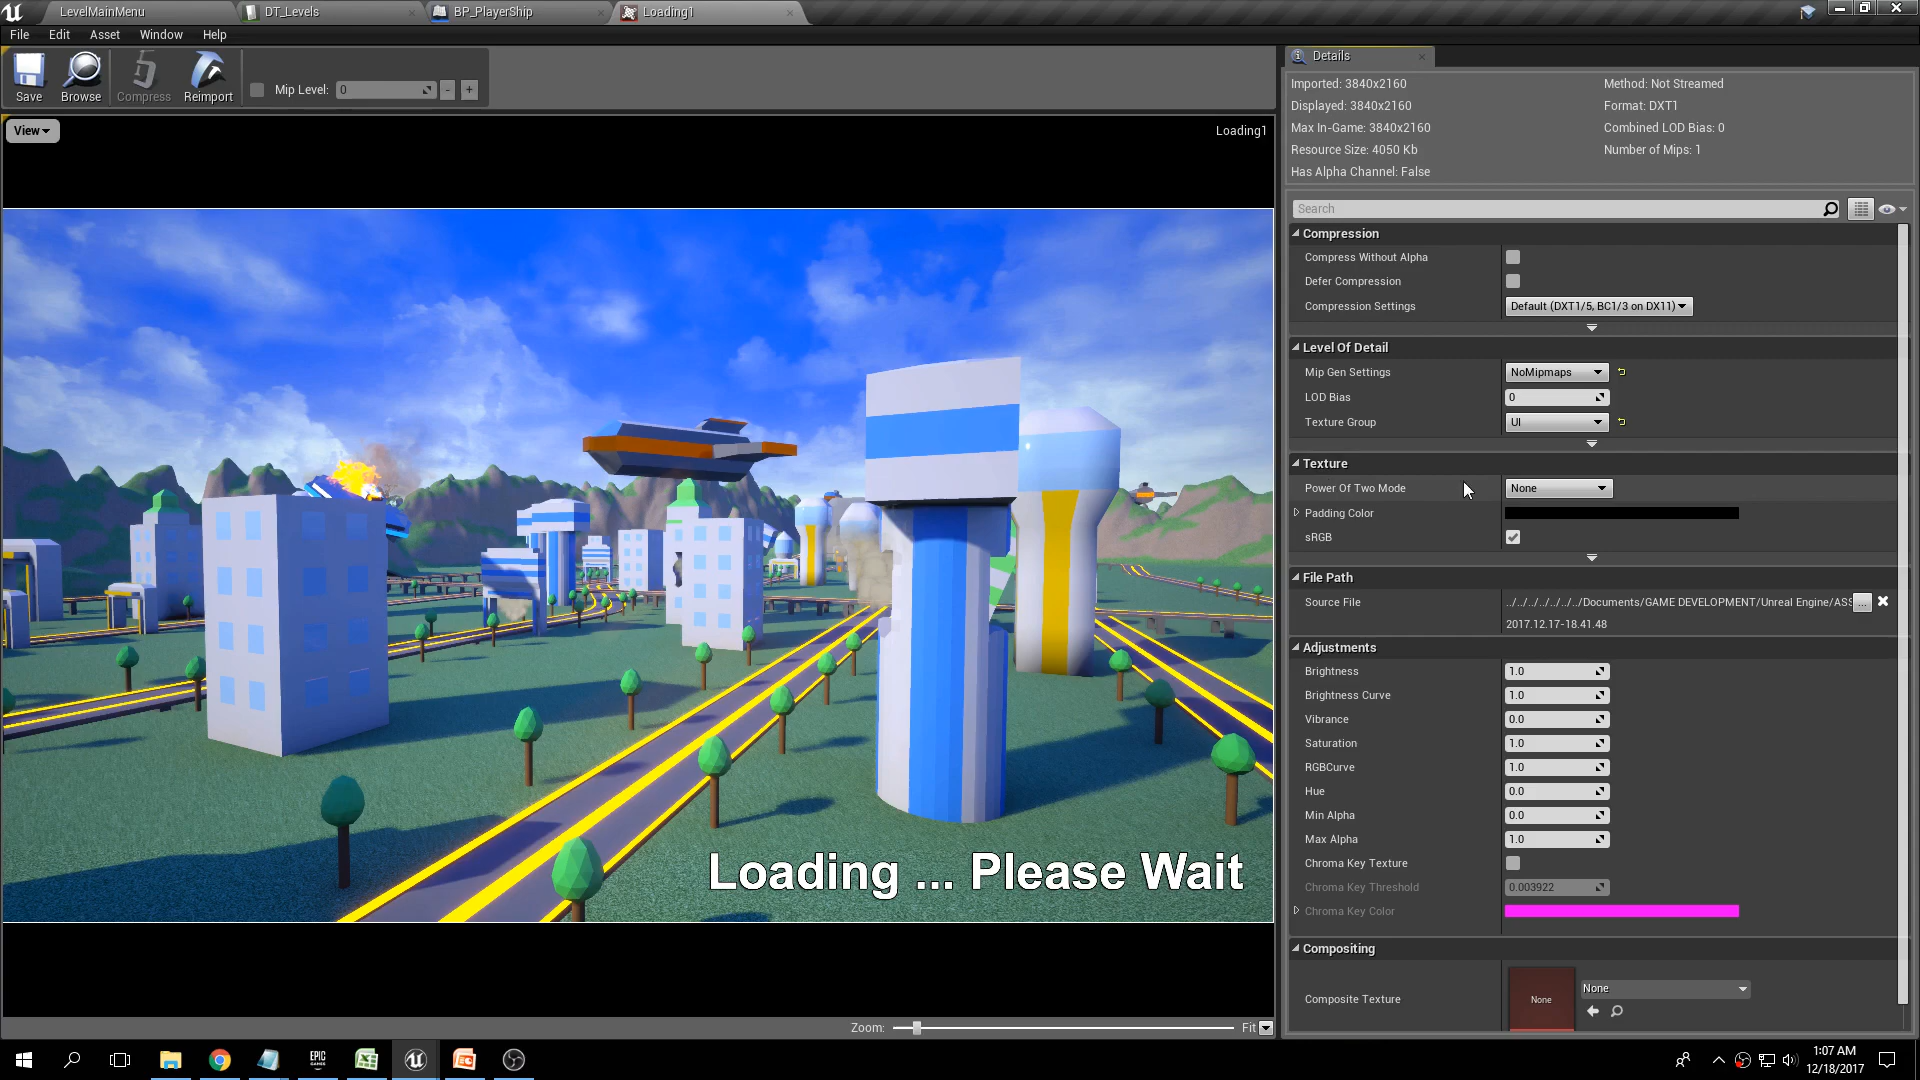 LevelMainMenu
DT_Levels
BP_PlayerShip
Loading1
File Edit Asset Window Help
Save
Browse
Compress
Reimport
Mip Level: 0 - +
View
Loading1
Loading ... Please Wait
Zoom:
Fit
Details
Imported: 3840x2160
Method: Not Streamed
Displayed: 3840x2160
Format: DXT1
Max In-Game: 3840x2160
Combined LOD Bias: 0
Resource Size: 4050 Kb
Number of Mips: 1
Has Alpha Channel: False
Search
Compression
Compress Without Alpha
Defer Compression
Compression Settings Default (DXT1/5, BC1/3 on DX11)
Level Of Detail
Mip Gen Settings NoMipmaps
LOD Bias 0
Texture Group UI
Texture
Power Of Two Mode None
Padding Color
sRGB
File Path
Source File ../../../../../../../Documents/GAME DEVELOPMENT/Unreal Engine/ASS ...
2017.12.17-18.41.48
Adjustments
Brightness 1.0
Brightness Curve 1.0
Vibrance 0.0
Saturation 1.0
RGBCurve 1.0
Hue 0.0
Min Alpha 0.0
Max Alpha 1.0
Chroma Key Texture
Chroma Key Threshold 0.003922
Chroma Key Color
Compositing
Composite Texture None None
EPIC GAMES
1:07 AM
12/18/2017